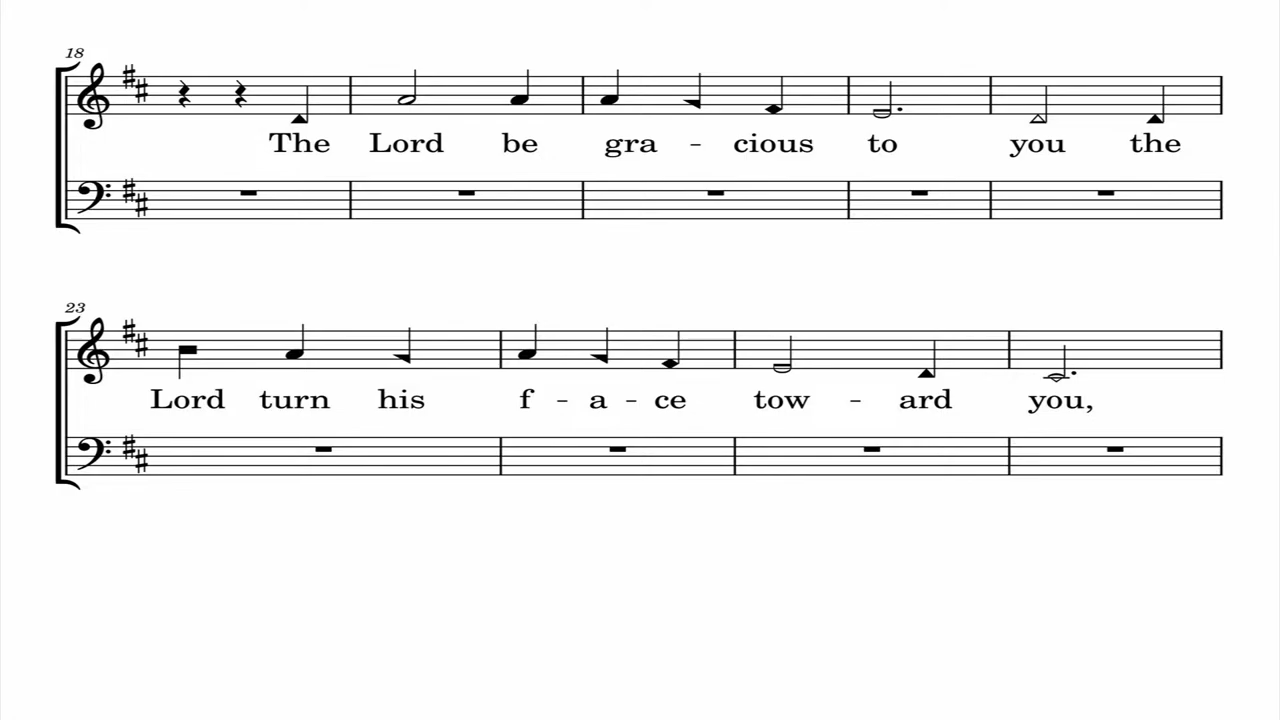 18
The Lord be gra - cious to you the
23
Lord turn his f - a - ce tow - ard you,